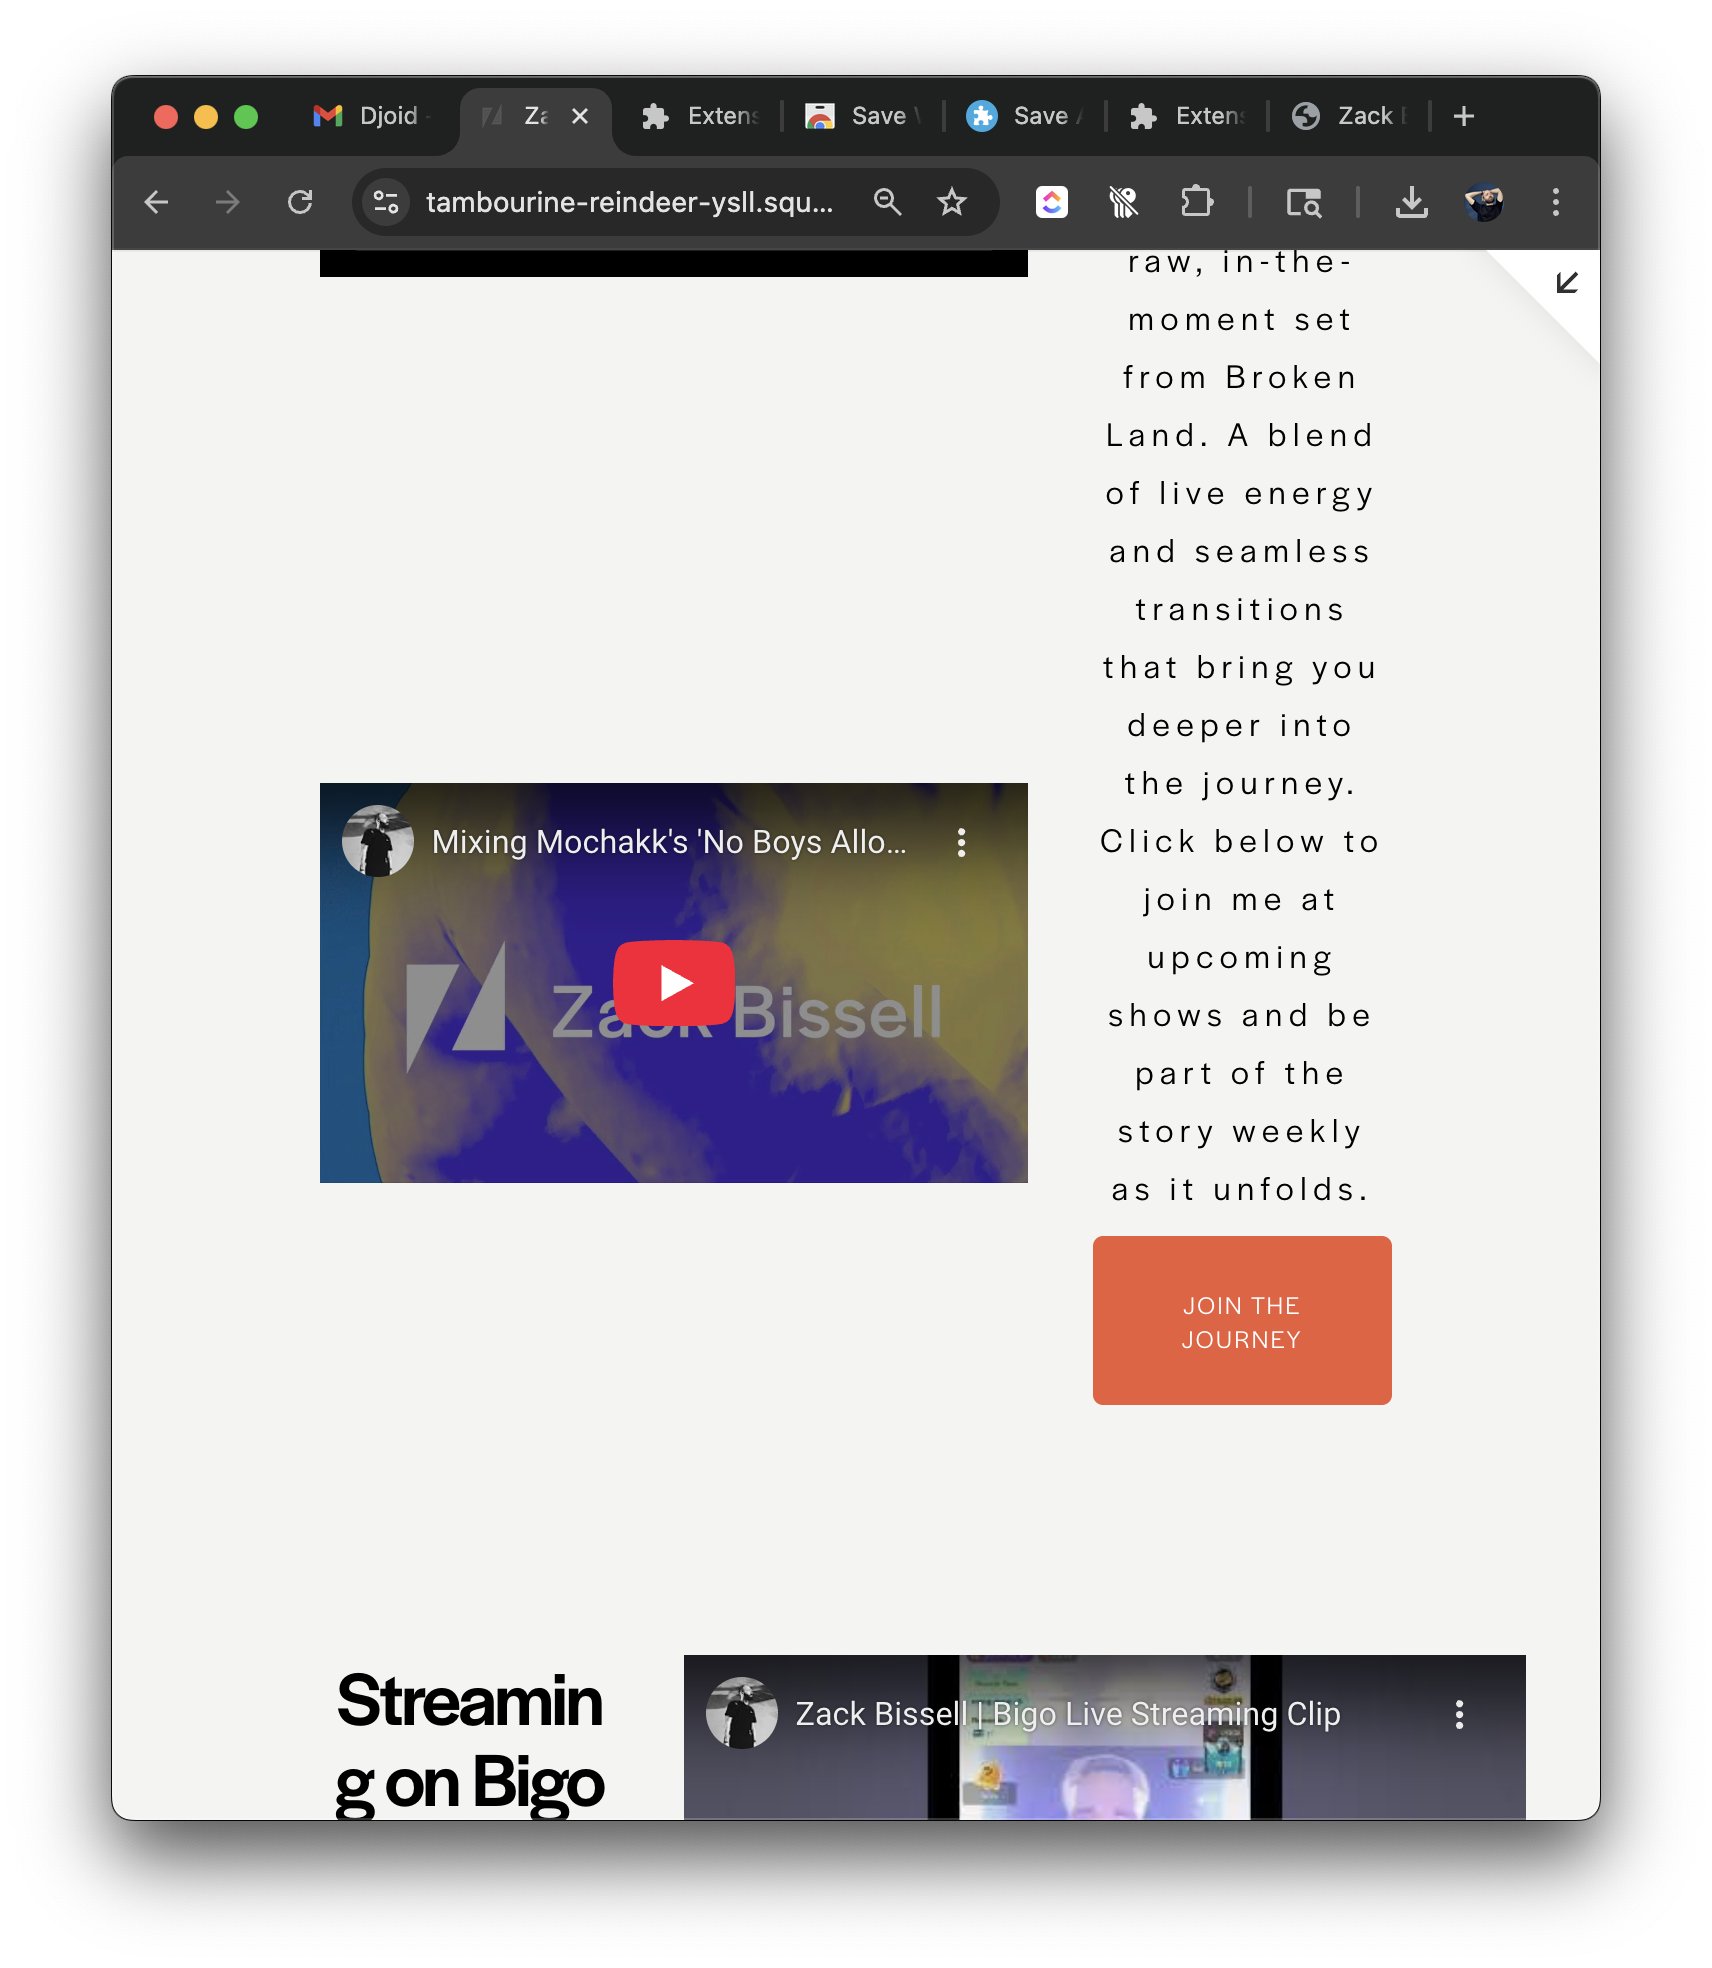 Djoid
Za
Extens
Save
Save
Extens
Zack
tambourine-reindeer-ysll.squ...
raw, in-the-
moment set
from Broken
Land. A blend
of live energy
and seamless
transitions
that bring you
deeper into
the journey.
Click below to
join me at
upcoming
shows and be
part of the
story weekly
as it unfolds.
JOIN THE
JOURNEY
Mixing Mochakk's 'No Boys Allo...
Zack Bissell
Streamin
g on Bigo
Zack Bissell | Bigo Live Streaming Clip